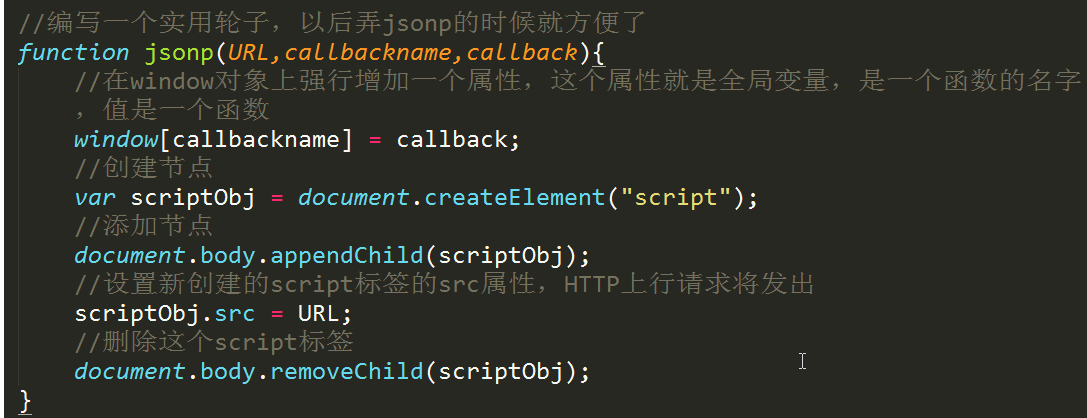 //编写一个实用轮子，以后弄jsonp的时候就方便了
function jsonp(URL,callbackname,callback){
    //在window对象上强行增加一个属性，这个属性就是全局变量，是一个函数的名字
    ，值是一个函数
    window[callbackname] = callback;
    //创建节点
    var scriptObj = document.createElement("script");
    //添加节点
    document.body.appendChild(scriptObj);
    //设置新创建的script标签的src属性，HTTP上行请求将发出
    scriptObj.src = URL;
    //删除这个script标签
    document.body.removeChild(scriptObj);
}